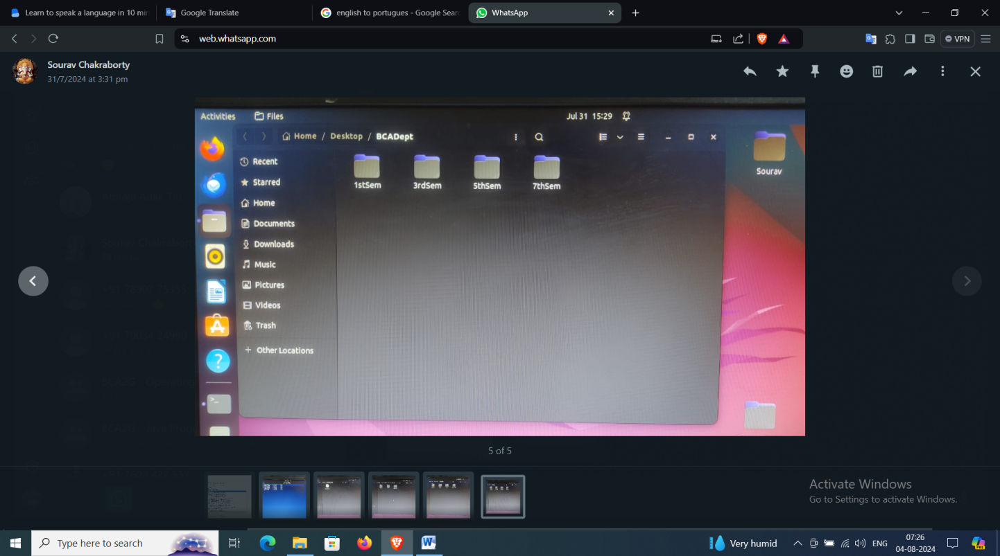 Learn to speak a language in 10 min
Google Translate
english to portugues - Google Sear
WhatsApp
web.whatsapp.com
VPN
Sourav Chakraborty
31/7/2024 at 3:31 pm
Activities
Files
Jul 31 15:29
Home / Desktop / BCADept
Recent
Starred
Home
Documents
Downloads
Music
Pictures
Videos
Trash
+ Other Locations
1stSem
3rdSem
5thSem
7thSem
Sourav
5 of 5
Activate Windows
Go to Settings to activate Windows.
Type here to search
Very humid
ENG
07:26
04-08-2024